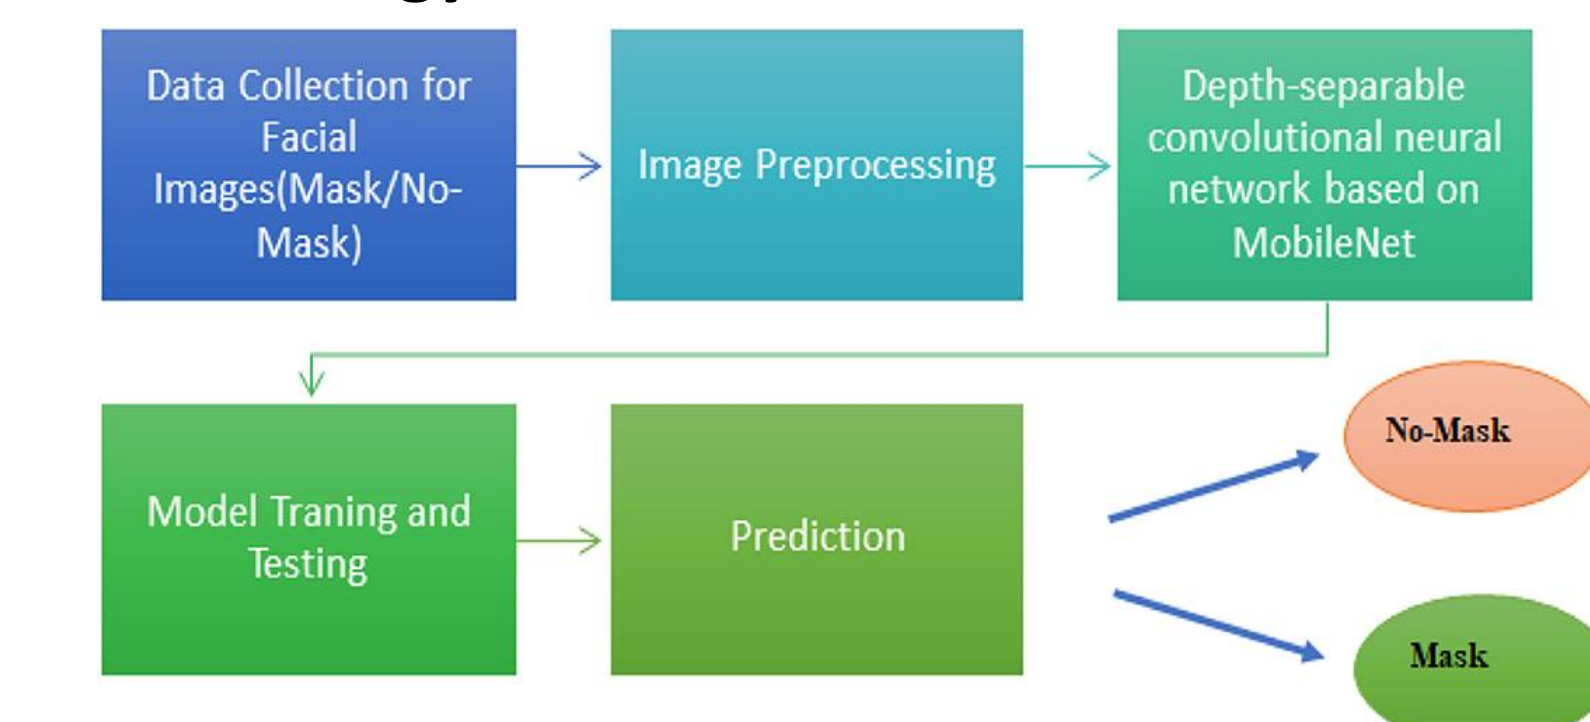 Data Collection for
Facial
Images(Mask/No-
Mask)
Image Preprocessing
Depth-separable
convolutional neural
network based on
MobileNet
Model Traning and
Testing
Prediction
No-Mask
Mask